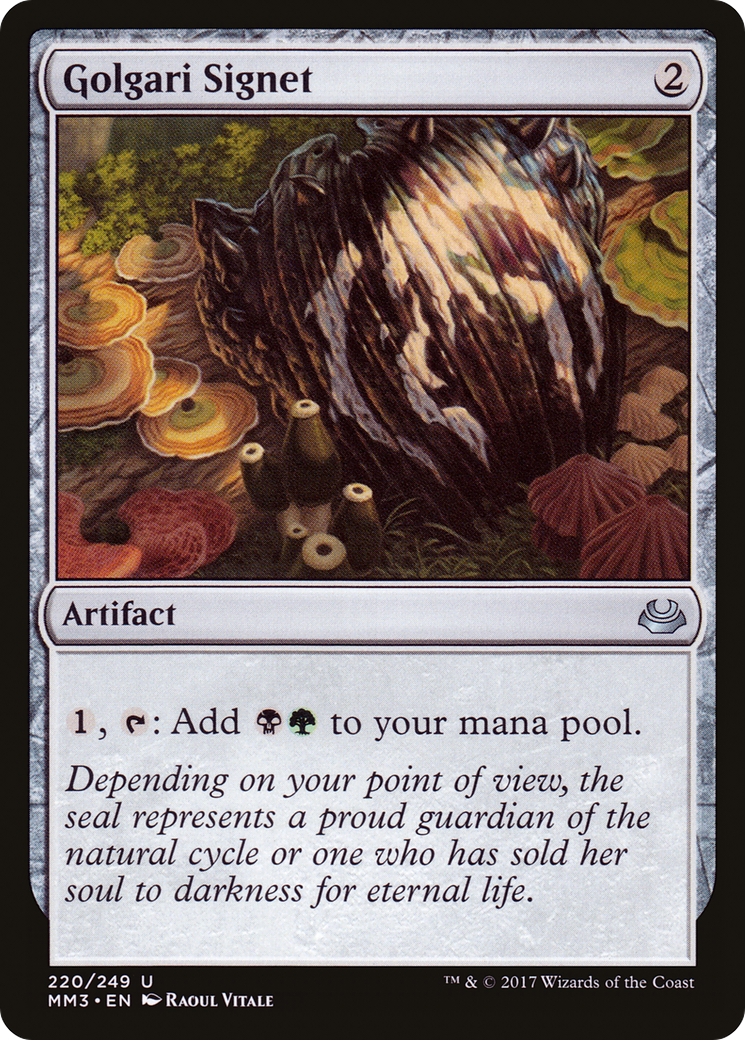 Golgari Signet 2
Artifact
1, : Add to your mana pool.
Depending on your point of view, the
seal represents a proud guardian of the
natural cycle or one who has sold her
soul to darkness for eternal life.
220/249 U
MM3 • EN Raoul Vitale
™ & © 2017 Wizards of the Coast